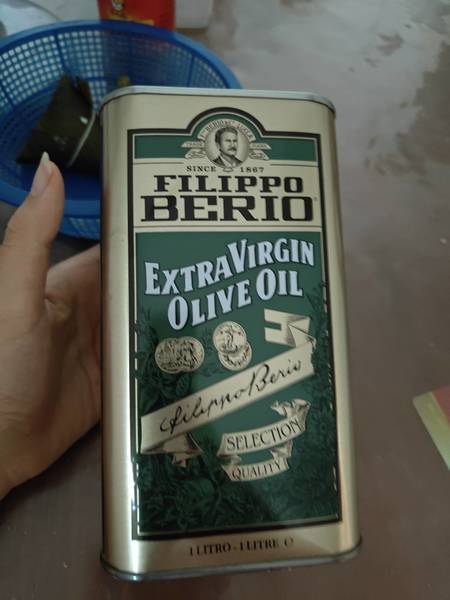 SINCE 1867
FILIPPO
BERIO
EXTRA VIRGIN
OLIVE OIL
Filippo Berio
SELECTION
QUALITY
1 LITRO - 1 LITRE ℮